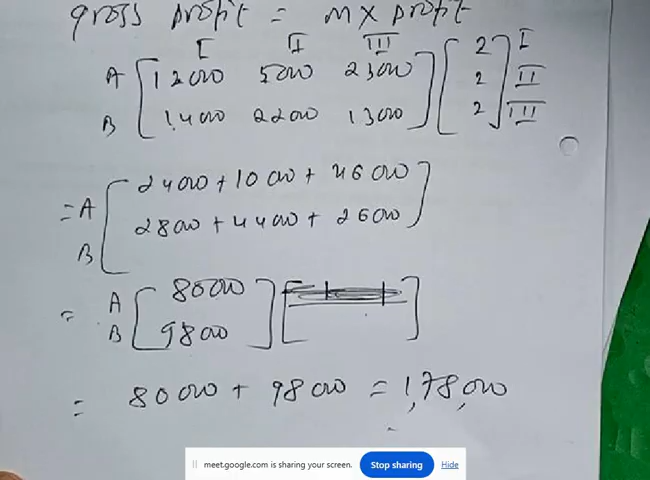 gross profit = M X profit
I II III
A [ 12000 5000 23000 ] [ 2 ] I
2 II
B [ 14000 22000 13000 ] [ 2 ] III
= A [ 24000 + 10000 + 46000 ]
B [ 28000 + 44000 + 26000 ]
= A [ 80000 ] [ ]
B [ 98000 ]
= 80000 + 98000 = 1,78,000
meet.google.com is sharing your screen. Stop sharing Hide